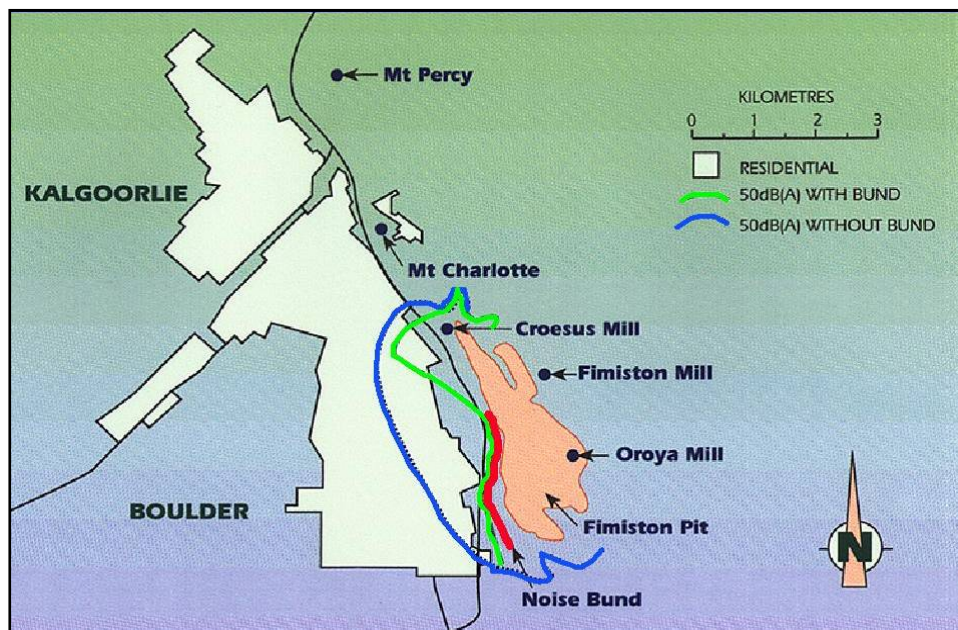 Mt Percy
KILOMETRES
0 1 2 3
RESIDENTIAL
50dB(A) WITH BUND
50dB(A) WITHOUT BUND
KALGOORLIE
Mt Charlotte
Croesus Mill
Fimiston Mill
Oroya Mill
BOULDER
Fimiston Pit
N
Noise Bund